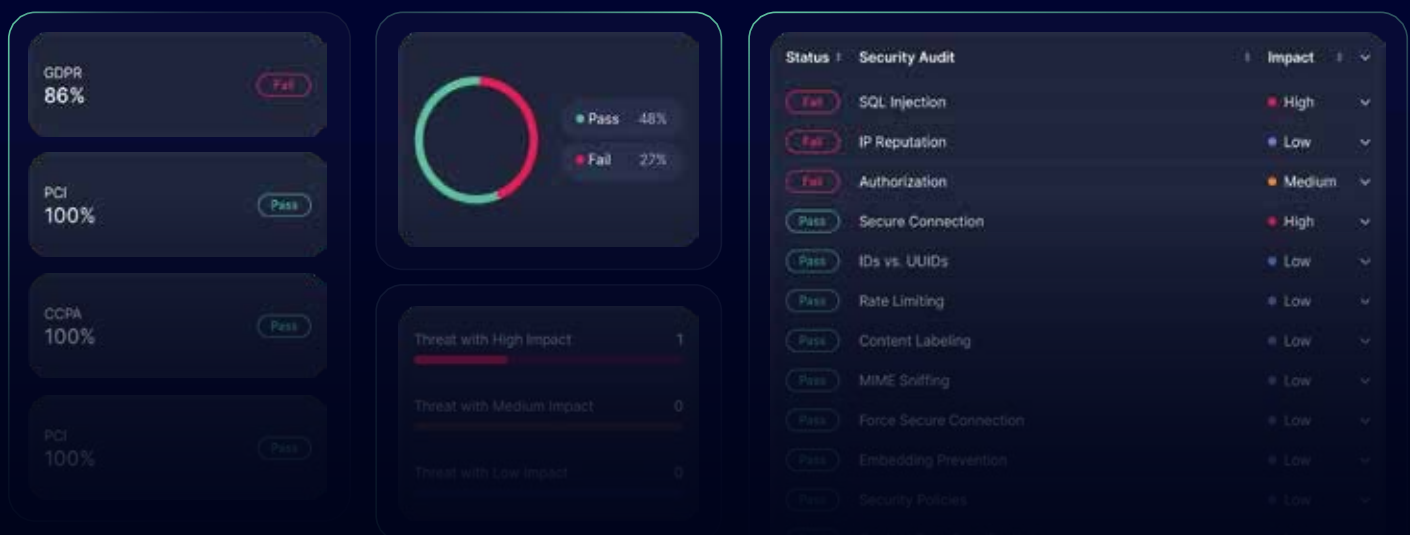 GDPR
86%
Fail
PCI
100%
Pass
CCPA
100%
Pass
PCI
100%
Pass
Pass 48%
Fail 27%
Threat with High Impact 1
Threat with Medium Impact 0
Threat with Low Impact 0
Status Security Audit Impact
Fail SQL Injection High
Fail IP Reputation Low
Fail Authorization Medium
Pass Secure Connection High
Pass IDs vs. UUIDs Low
Pass Rate Limiting Low
Pass Content Labeling Low
Pass MIME Sniffing Low
Pass Force Secure Connection Low
Pass Embedding Prevention Low
Pass Security Policies Low